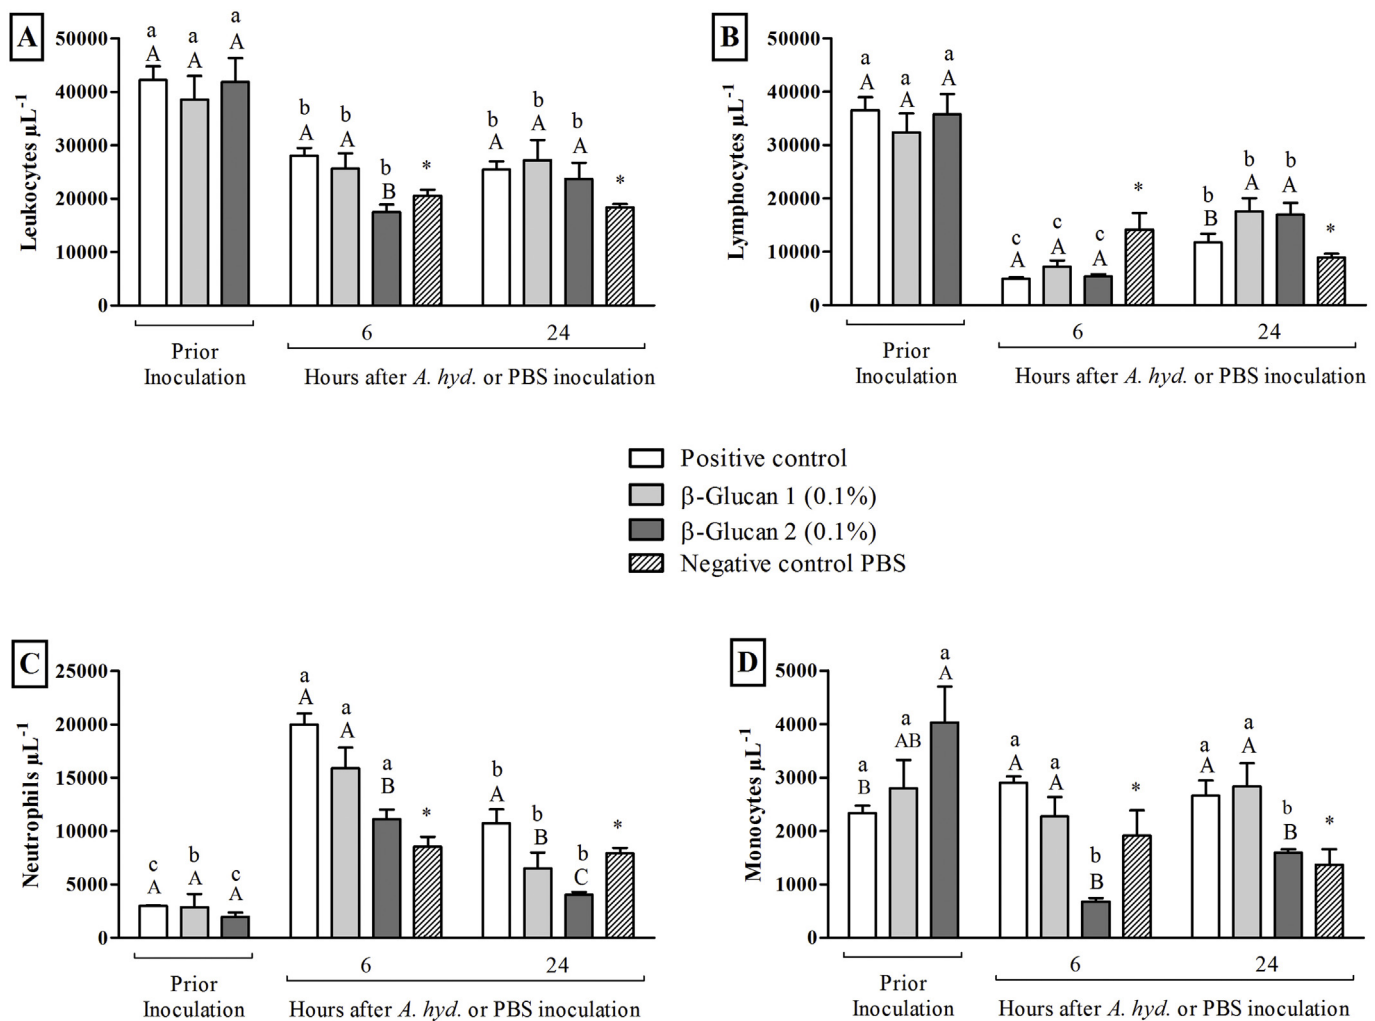 A
Leukocytes µL-1
50000
40000
30000
20000
10000
0
a a a
A A A
b b b
A A B *
b b b
A A A *
6 24
Prior
Inoculation
Hours after A. hyd. or PBS inoculation
B
Lymphocytes µL-1
50000
40000
30000
20000
10000
0
a a a
A A A
c c c
A A A *
b b b
B A A *
6 24
Prior
Inoculation
Hours after A. hyd. or PBS inoculation
Positive control
β-Glucan 1 (0.1%)
β-Glucan 2 (0.1%)
Negative control PBS
C
Neutrophils µL-1
25000
20000
15000
10000
5000
0
c b c
A A A
a a a
A A B *
b b b
A B C *
6 24
Prior
Inoculation
Hours after A. hyd. or PBS inoculation
D
Monocytes µL-1
5000
4000
3000
2000
1000
0
a a a
B AB A
a a b
A A B *
a a b
A A B *
6 24
Prior
Inoculation
Hours after A. hyd. or PBS inoculation